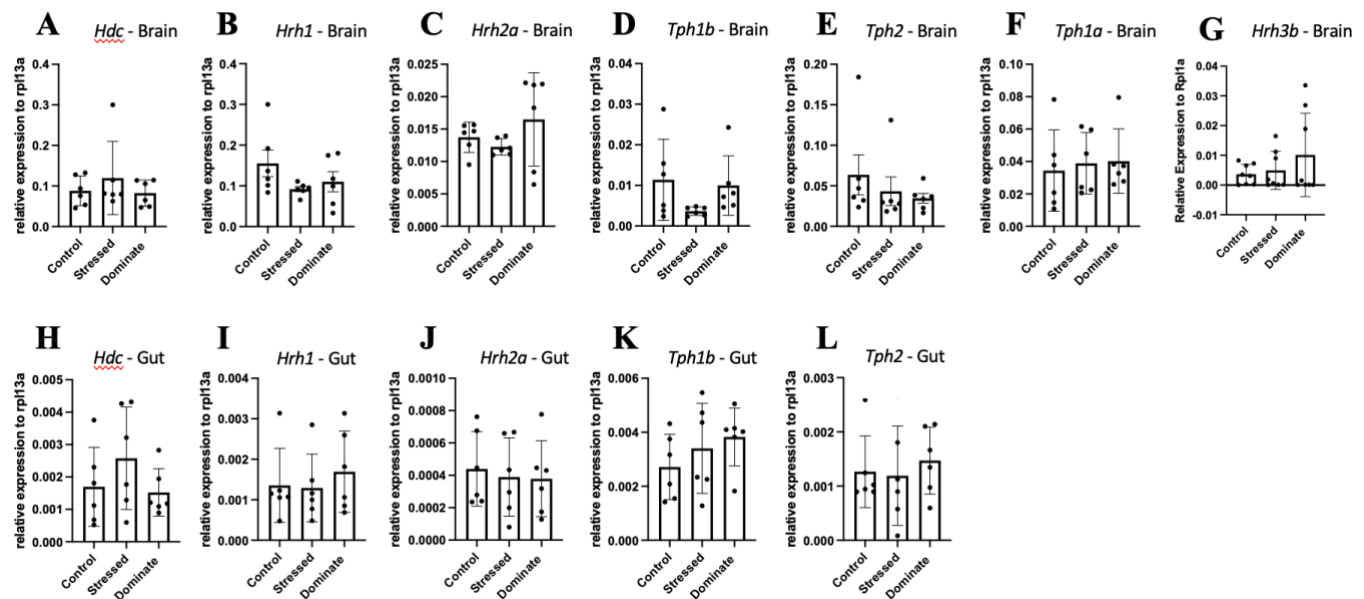 A
Hdc - Brain
relative expression to rpl13a
0.4
0.3
0.2
0.1
0.0
Control
Stressed
Dominate
B
Hrh1 - Brain
relative expression to rpl13a
0.4
0.3
0.2
0.1
0.0
Control
Stressed
Dominate
C
Hrh2a - Brain
relative expression to rpl13a
0.025
0.020
0.015
0.010
0.005
0.000
Control
Stressed
Dominate
D
Tph1b - Brain
relative expression to rpl13a
0.04
0.03
0.02
0.01
0.00
Control
Stressed
Dominate
E
Tph2 - Brain
relative expression to rpl13a
0.20
0.15
0.10
0.05
0.00
Control
Stressed
Dominate
F
Tph1a - Brain
relative expression to rpl13a
0.10
0.08
0.06
0.04
0.02
0.00
Control
Stressed
Dominate
G
Hrh3b - Brain
Relative Expression to Rpl1a
0.04
0.03
0.02
0.01
0.00
-0.01
Control
Stressed
Dominate
H
Hdc - Gut
relative expression to rpl13a
0.005
0.004
0.003
0.002
0.001
0.000
Control
Stressed
Dominate
I
Hrh1 - Gut
relative expression to rpl13a
0.004
0.003
0.002
0.001
0.000
Control
Stressed
Dominate
J
Hrh2a - Gut
relative expression to rpl13a
0.0010
0.0008
0.0006
0.0004
0.0002
0.0000
Control
Stressed
Dominate
K
Tph1b - Gut
relative expression to rpl13a
0.006
0.004
0.002
0.000
Control
Stressed
Dominate
L
Tph2 - Gut
relative expression to rpl13a
0.003
0.002
0.001
0.000
Control
Stressed
Dominate